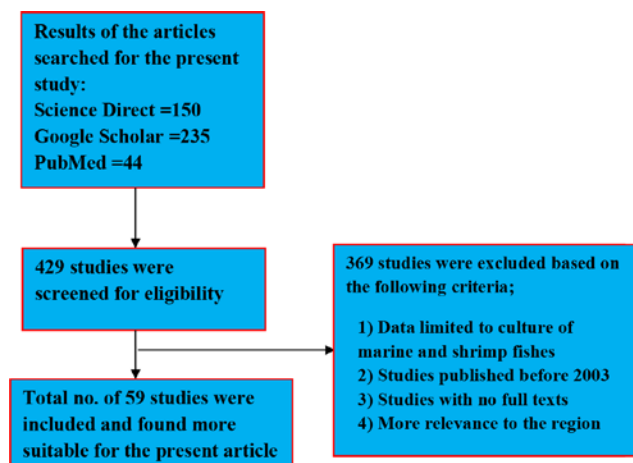 Results of the articles
searched for the present
study:
Science Direct =150
Google Scholar =235
PubMed =44
429 studies were
screened for eligibility
369 studies were excluded based on
the following criteria;
1) Data limited to culture of
marine and shrimp fishes
2) Studies published before 2003
3) Studies with no full texts
4) More relevance to the region
Total no. of 59 studies were
included and found more
suitable for the present article